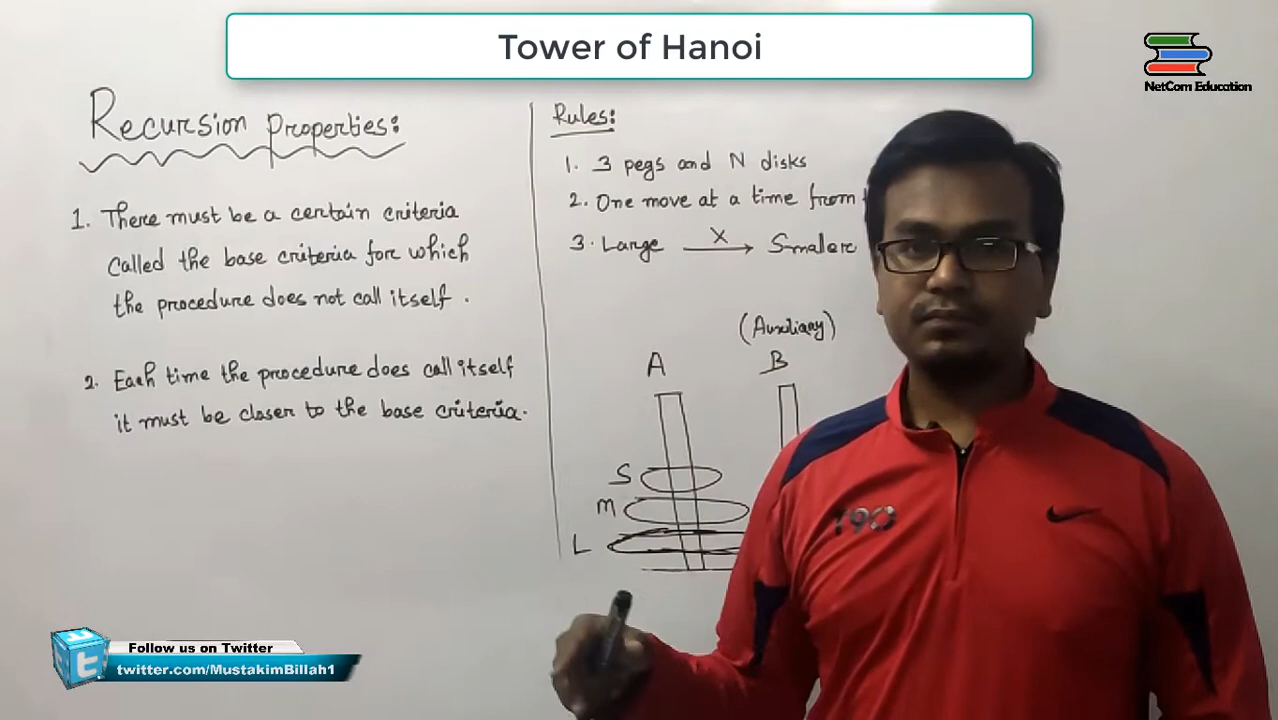 Tower of Hanoi
NetCom Education
Recursion Properties:
1. There must be a certain criteria
called the base criteria fore which
the procedure does not call itself.
2. Each time the procedure does call itself
it must be closer to the base criteria.
Rules:
1. 3 pegs and N disks
2. One move at a time from
3. Large X Smaller
(Auxiliary)
A
B
S
M
L
T90
Follow us on Twitter
twitter.com/MustakimBillah1